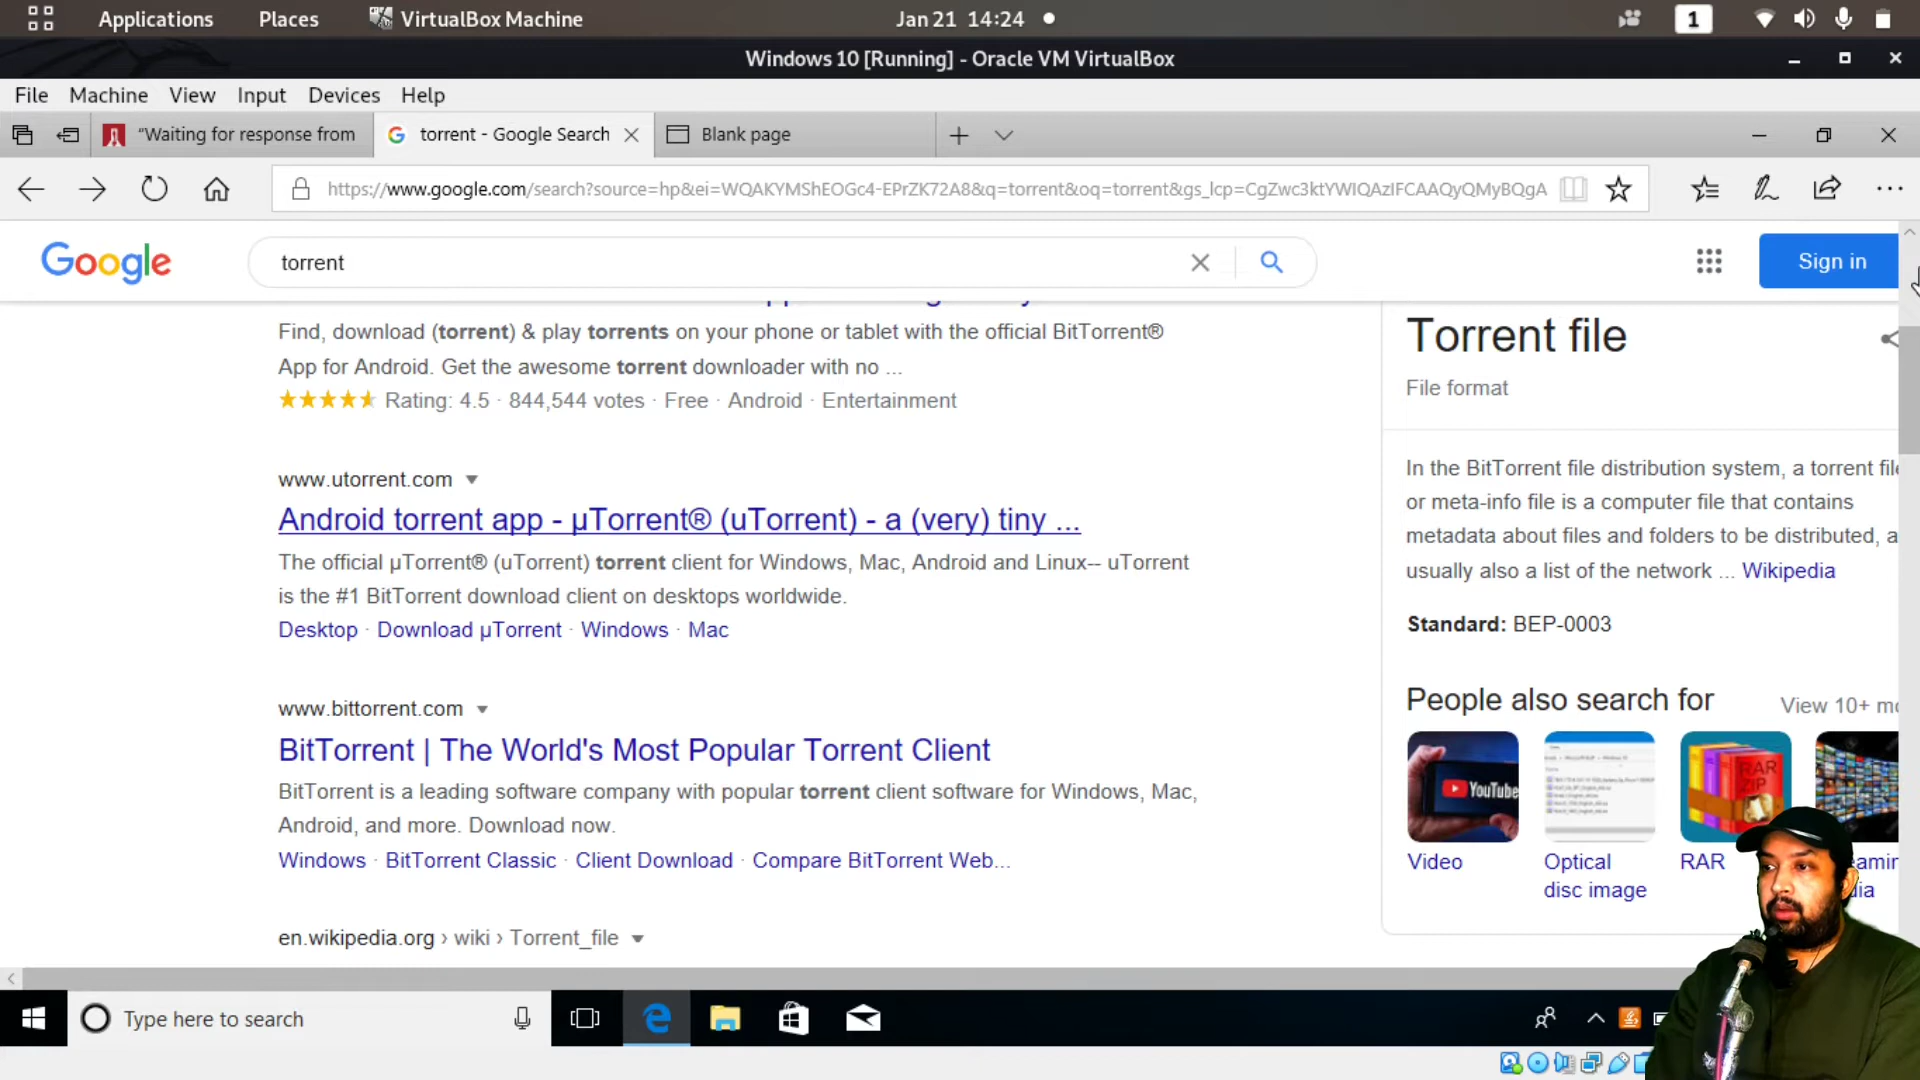 Applications Places VirtualBox Machine Jan 21 14:24 1
Windows 10 [Running] - Oracle VM VirtualBox
File Machine View Input Devices Help
"Waiting for response from torrent - Google Search Blank page
https://www.google.com/search?source=hp&ei=WQAKYMShEOGc4-EPrZK72A8&q=torrent&oq=torrent&gs_lcp=CgZwc3ktYWIQAzIFCAAQyQMyBQgA
Google torrent Sign in
Find, download (torrent) & play torrents on your phone or tablet with the official BitTorrent®
App for Android. Get the awesome torrent downloader with no ...
Rating: 4.5 · 844,544 votes · Free · Android · Entertainment
www.utorrent.com
Android torrent app - µTorrent® (uTorrent) - a (very) tiny ...
The official µTorrent® (uTorrent) torrent client for Windows, Mac, Android and Linux-- uTorrent
is the #1 BitTorrent download client on desktops worldwide.
Desktop · Download µTorrent · Windows · Mac
www.bittorrent.com
BitTorrent | The World's Most Popular Torrent Client
BitTorrent is a leading software company with popular torrent client software for Windows, Mac,
Android, and more. Download now.
Windows · BitTorrent Classic · Client Download · Compare BitTorrent Web...
en.wikipedia.org › wiki › Torrent_file
Torrent file
File format
In the BitTorrent file distribution system, a torrent file
or meta-info file is a computer file that contains
metadata about files and folders to be distributed, a
usually also a list of the network ... Wikipedia
Standard: BEP-0003
People also search for View 10+ mo
YouTube RAR ZIP
Video Optical disc image RAR
Type here to search